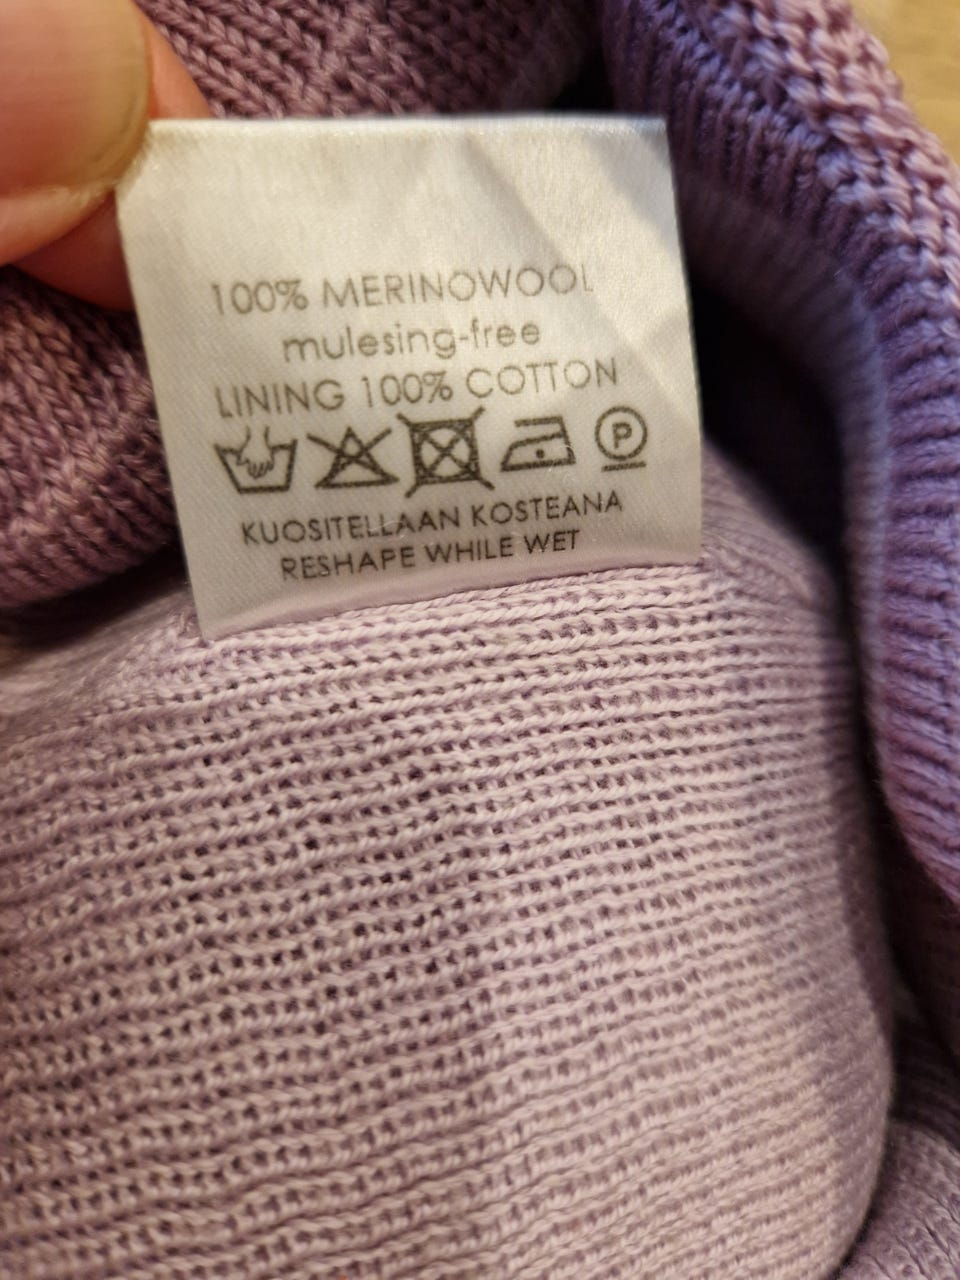 100% MERINOWOOL
mulesing-free
LINING 100% COTTON
P
KUOSITELLAAN KOSTEANA
RESHAPE WHILE WET